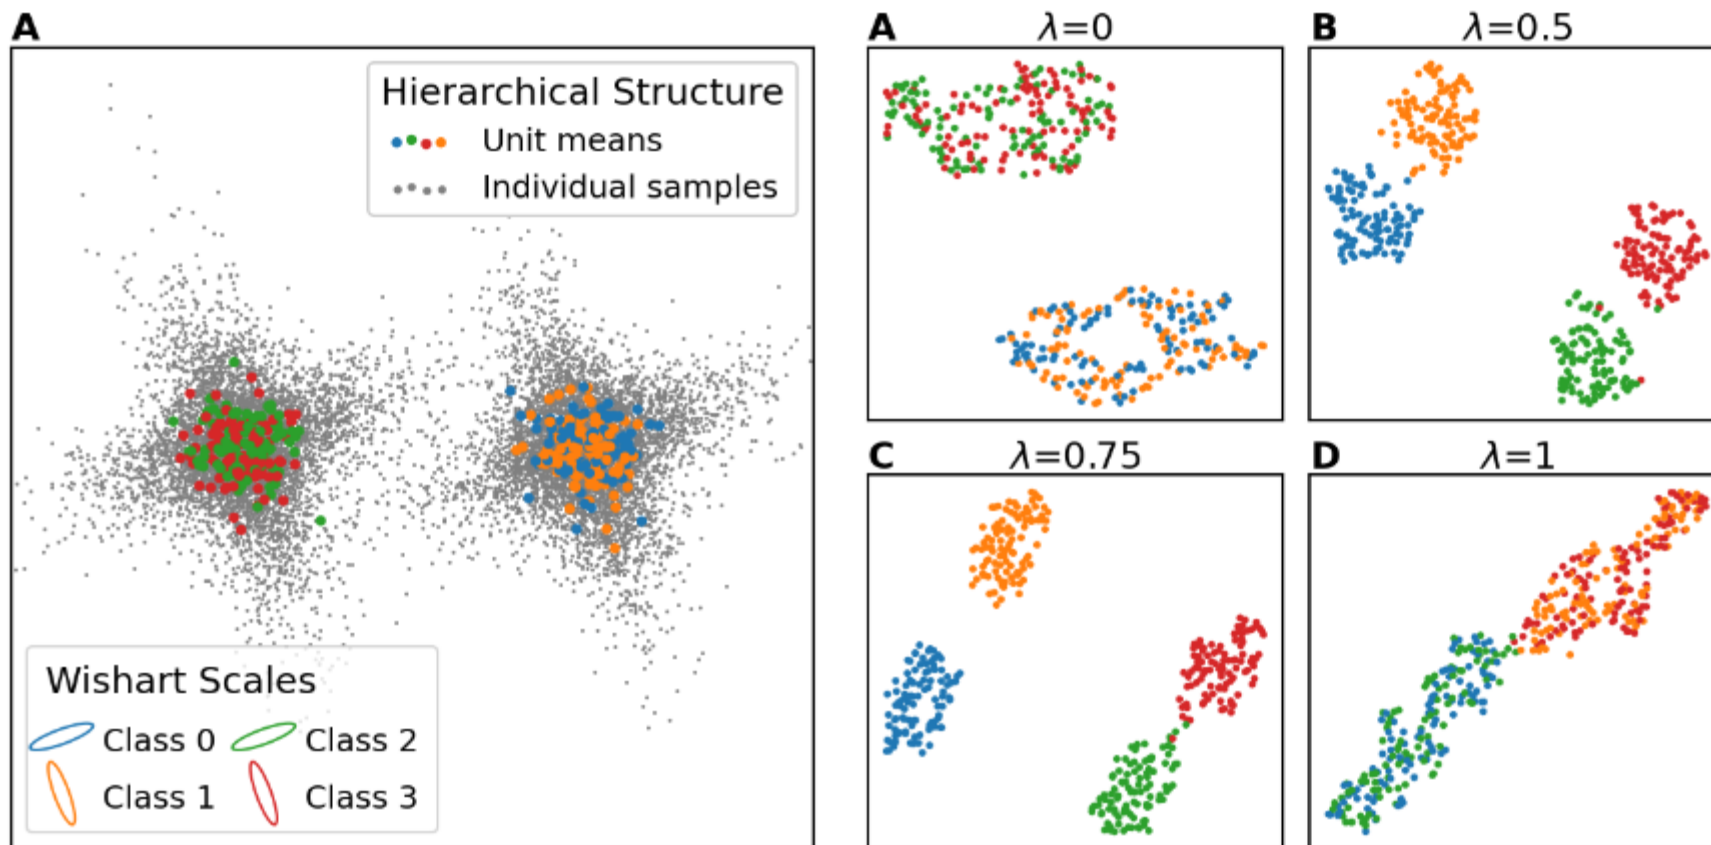 A
Hierarchical Structure
Unit means
Individual samples
Wishart Scales
Class 0 Class 2
Class 1 Class 3
A λ=0
B λ=0.5
C λ=0.75
D λ=1